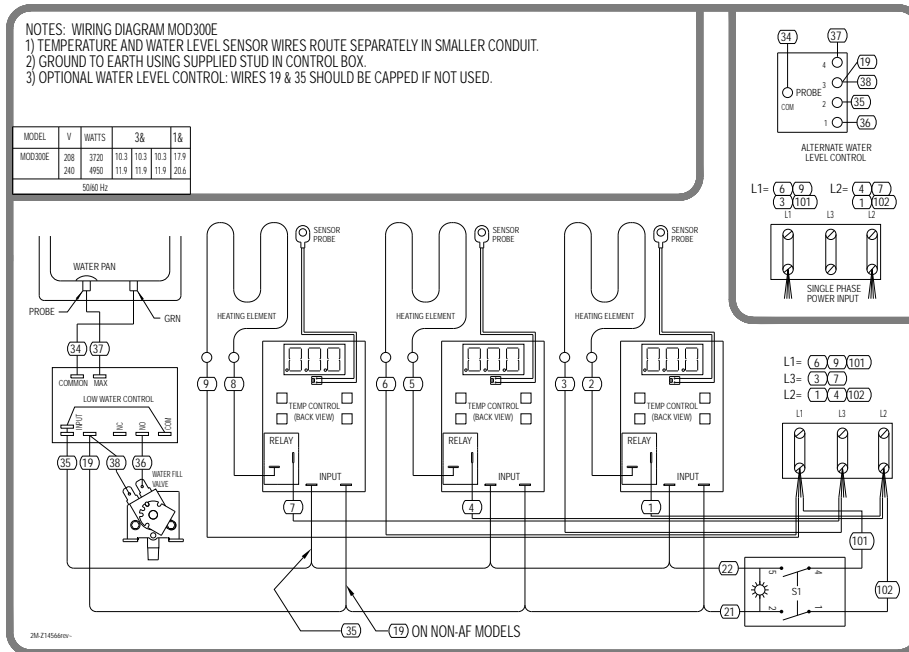 NOTES: WIRING DIAGRAM MOD300E
1) TEMPERATURE AND WATER LEVEL SENSOR WIRES ROUTE SEPARATELY IN SMALLER CONDUIT.
2) GROUND TO EARTH USING SUPPLIED STUD IN CONTROL BOX.
3) OPTIONAL WATER LEVEL CONTROL: WIRES 19 & 35 SHOULD BE CAPPED IF NOT USED.
MODEL V WATTS 3& 1&
MOD300E 208 3720 10.3 10.3 10.3 17.9
240 4950 11.9 11.9 11.9 20.6
50/60 Hz
34 37
4 19
3 38
PROBE
COM 2 35
1 36
ALTERNATE WATER
LEVEL CONTROL
L1= 6 9 L2= 4 7
3 101 1 102
L1 L3 L2
SINGLE PHASE
POWER INPUT
WATER PAN
PROBE
GRN
34 37
COMMON MAX
LOW WATER CONTROL
INPUT NC NO COM
35 19 38 36
WATER FILL
VALVE
SENSOR
PROBE
HEATING ELEMENT
9 8
TEMP CONTROL
(BACK VIEW)
RELAY
INPUT
7
SENSOR
PROBE
HEATING ELEMENT
6 5
TEMP CONTROL
(BACK VIEW)
RELAY
INPUT
4
SENSOR
PROBE
HEATING ELEMENT
3 2
TEMP CONTROL
(BACK VIEW)
RELAY
INPUT
1
L1= 6 9 101
L3= 3 7
L2= 1 4 102
L1 L3 L2
101
22 5 4
S1
102
21 2 1
35 19 ON NON-AF MODELS
2M-Z14566rev-